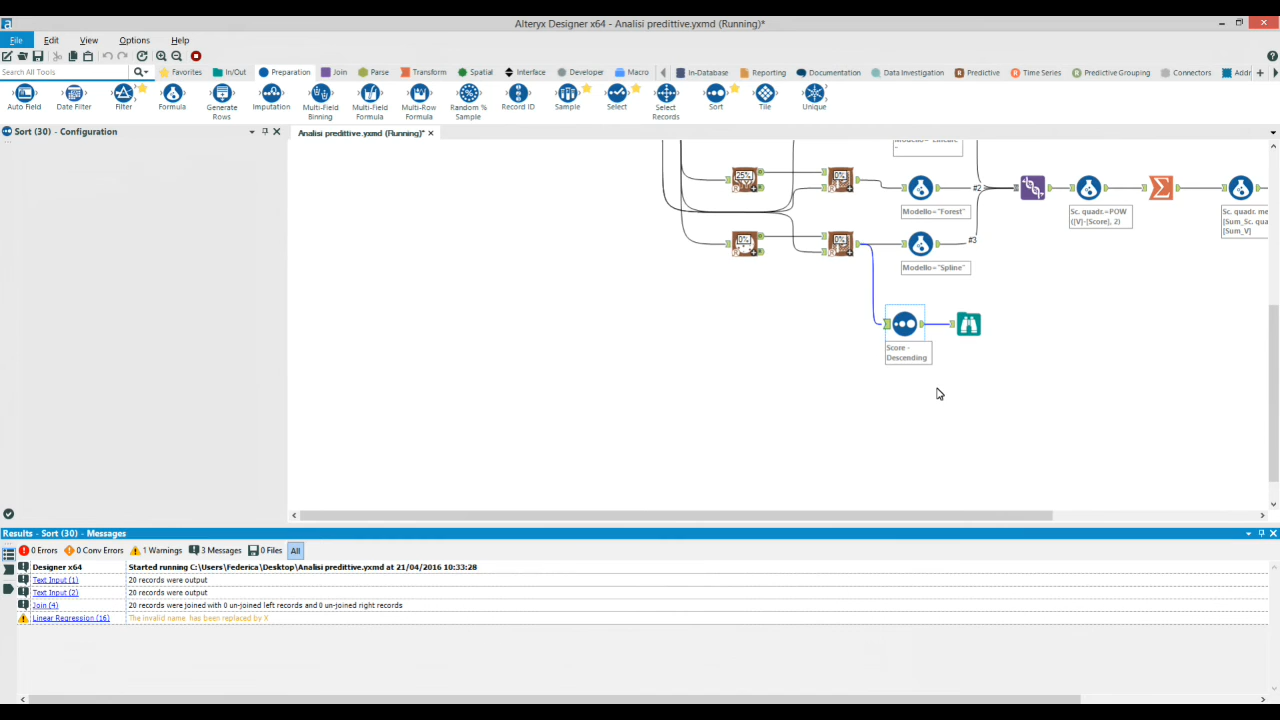 Alteryx Designer x64 - Analisi predittive.yxmd (Running)*
File Edit View Options Help
Search All Tools Favorites In/Out Preparation Join Parse Transform Spatial Interface Developer Macro In-Database Reporting Documentation Data Investigation Predictive Time Series Predictive Grouping Connectors
Auto Field Date Filter Filter Formula Generate Rows Imputation Multi-Field Binning Multi-Field Formula Multi-Row Formula Random % Sample Record ID Sample Select Select Records Sort Tile Unique
Sort (30) - Configuration
Analisi predittive.yxmd (Running)*
25%
0%
#2
Modello="Forest"
Sc. quadr.=POW
([V]-[Score], 2)
Sc. quadr. me
[Sum_Sc. qua
[Sum_V]
0%
0%
#3
Modello="Spline"
Score -
Descending
Results - Sort (30) - Messages
0 Errors 0 Conv Errors 1 Warnings 3 Messages 0 Files All
Designer x64 Started running C:\Users\Federica\Desktop\Analisi predittive.yxmd at 21/04/2016 10:33:28
Text Input (1) 20 records were output
Text Input (2) 20 records were output
Join (4) 20 records were joined with 0 un-joined left records and 0 un-joined right records
Linear Regression (16) The invalid name has been replaced by X